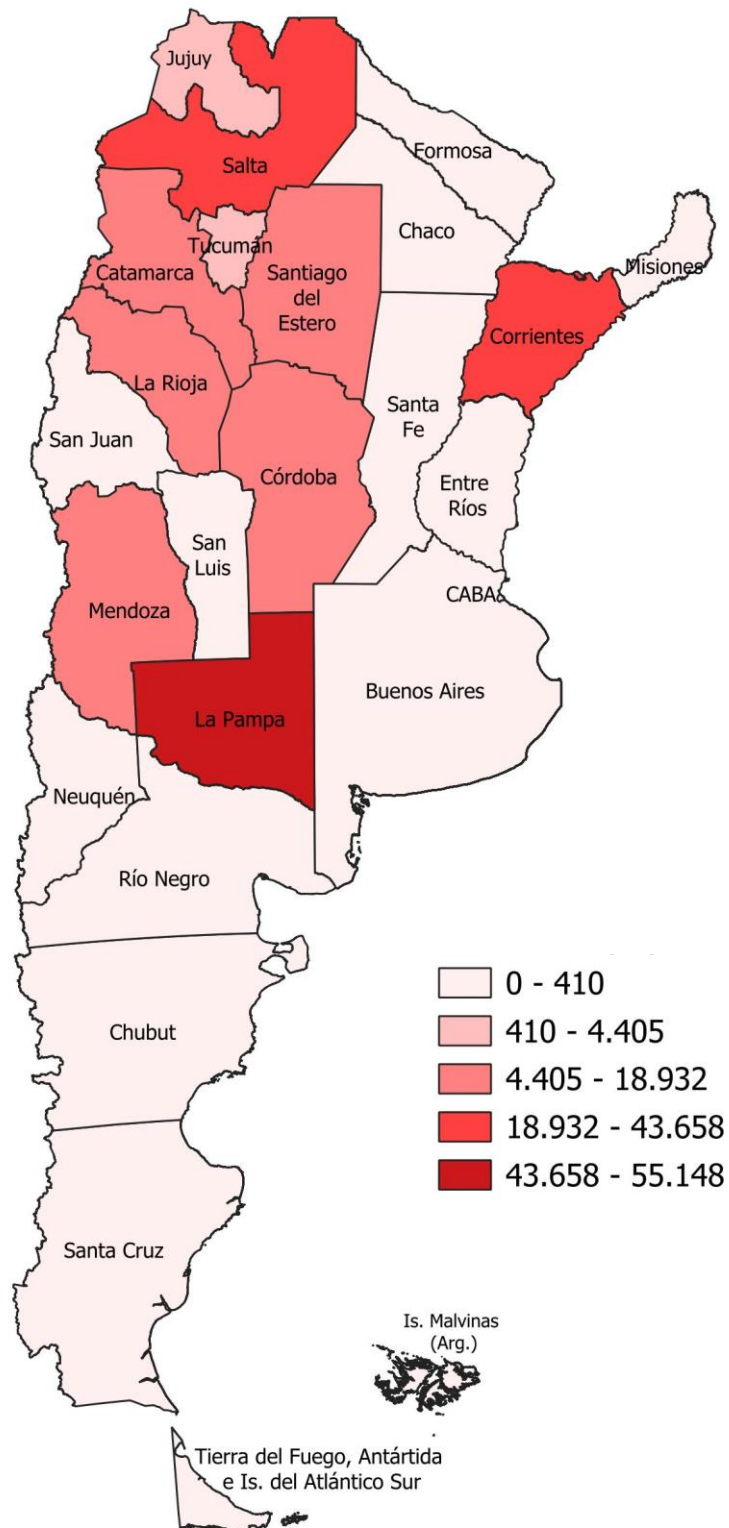 Jujuy
Formosa
Salta
Chaco
Misiones
Tucumán
Catamarca
Santiago
del
Estero
Corrientes
La Rioja
Santa
Fe
San Juan
Córdoba
Entre
Ríos
San
Luis
CABA
Mendoza
Buenos Aires
La Pampa
Neuquén
Río Negro
Chubut
Santa Cruz
0 - 410
410 - 4.405
4.405 - 18.932
18.932 - 43.658
43.658 - 55.148
Is. Malvinas
(Arg.)
Tierra del Fuego, Antártida
e Is. del Atlántico Sur